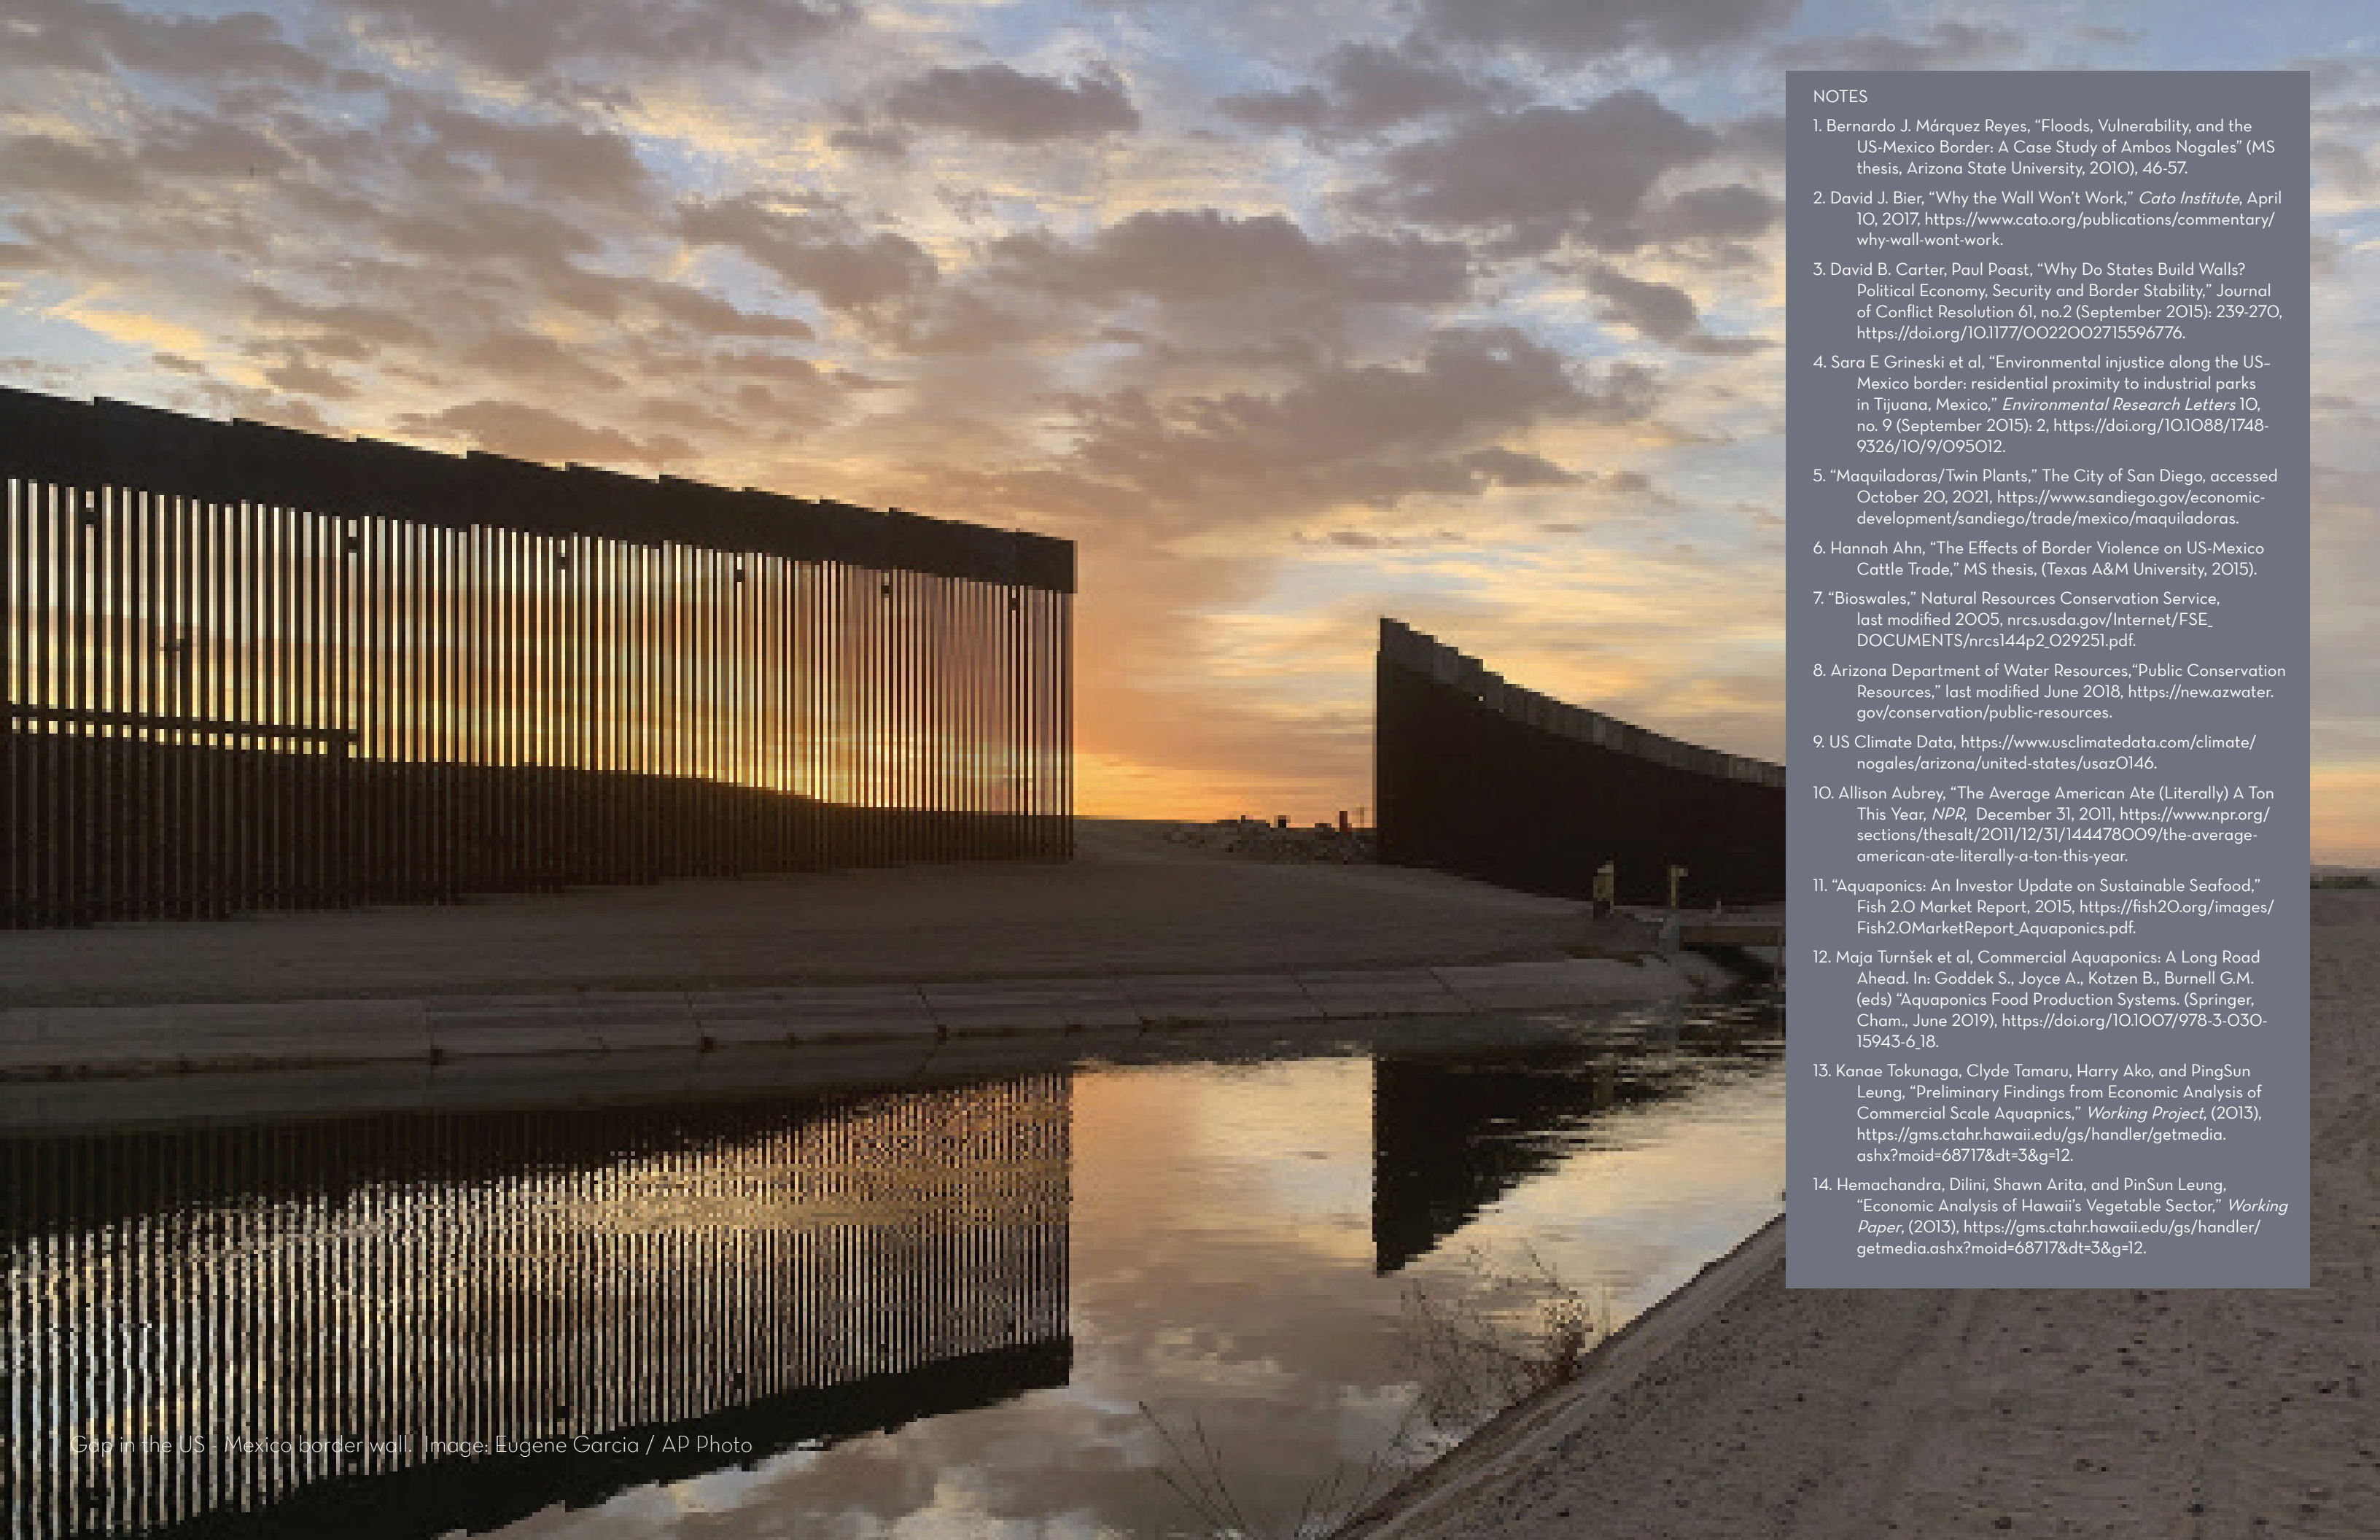 NOTES
1. Bernardo J. Márquez Reyes, “Floods, Vulnerability, and the
US-Mexico Border: A Case Study of Ambos Nogales” (MS
thesis, Arizona State University, 2010), 46-57.
2. David J. Bier, “Why the Wall Won’t Work,” Cato Institute, April
10, 2017, https://www.cato.org/publications/commentary/
why-wall-wont-work.
3. David B. Carter, Paul Poast, “Why Do States Build Walls?
Political Economy, Security and Border Stability,” Journal
of Conflict Resolution 61, no.2 (September 2015): 239-270,
https://doi.org/10.1177/0022002715596776.
4. Sara E Grineski et al, “Environmental injustice along the US–
Mexico border: residential proximity to industrial parks
in Tijuana, Mexico,” Environmental Research Letters 10,
no. 9 (September 2015): 2, https://doi.org/10.1088/1748-
9326/10/9/095012.
5. “Maquiladoras/Twin Plants,” The City of San Diego, accessed
October 20, 2021, https://www.sandiego.gov/economic-
development/sandiego/trade/mexico/maquiladoras.
6. Hannah Ahn, “The Effects of Border Violence on US-Mexico
Cattle Trade,” MS thesis, (Texas A&M University, 2015).
7. “Bioswales,” Natural Resources Conservation Service,
last modified 2005, nrcs.usda.gov/Internet/FSE_
DOCUMENTS/nrcs144p2_029251.pdf.
8. Arizona Department of Water Resources,“Public Conservation
Resources,” last modified June 2018, https://new.azwater.
gov/conservation/public-resources.
9. US Climate Data, https://www.usclimatedata.com/climate/
nogales/arizona/united-states/usaz0146.
10. Allison Aubrey, “The Average American Ate (Literally) A Ton
This Year, NPR,  December 31, 2011, https://www.npr.org/
sections/thesalt/2011/12/31/144478009/the-average-
american-ate-literally-a-ton-this-year.
11. “Aquaponics: An Investor Update on Sustainable Seafood,”
Fish 2.0 Market Report, 2015, https://fish20.org/images/
Fish2.0MarketReport_Aquaponics.pdf.
12. Maja Turnšek et al, Commercial Aquaponics: A Long Road
Ahead. In: Goddek S., Joyce A., Kotzen B., Burnell G.M.
(eds) “Aquaponics Food Production Systems. (Springer,
Cham., June 2019), https://doi.org/10.1007/978-3-030-
15943-6_18.
13. Kanae Tokunaga, Clyde Tamaru, Harry Ako, and PingSun
Leung, “Preliminary Findings from Economic Analysis of
Commercial Scale Aquapnics,” Working Project, (2013),
https://gms.ctahr.hawaii.edu/gs/handler/getmedia.
ashx?moid=68717&dt=3&g=12.
14. Hemachandra, Dilini, Shawn Arita, and PinSun Leung,
“Economic Analysis of Hawaii’s Vegetable Sector,” Working
Paper, (2013), https://gms.ctahr.hawaii.edu/gs/handler/
getmedia.ashx?moid=68717&dt=3&g=12.
Gap in the US - Mexico border wall.  Image: Eugene Garcia / AP Photo